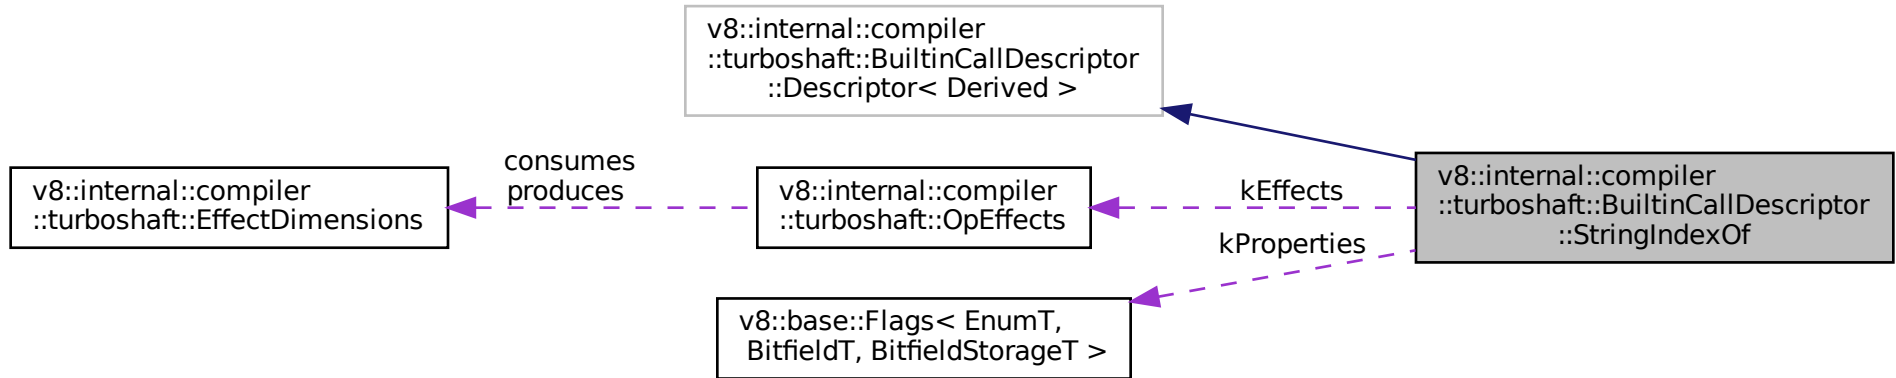 v8::internal::compiler
::turboshaft::BuiltinCallDescriptor
::Descriptor< Derived >
v8::internal::compiler
::turboshaft::EffectDimensions
consumes
produces
v8::internal::compiler
::turboshaft::OpEffects
kEffects
kProperties
v8::internal::compiler
::turboshaft::BuiltinCallDescriptor
::StringIndexOf
v8::base::Flags< EnumT,
BitfieldT, BitfieldStorageT >